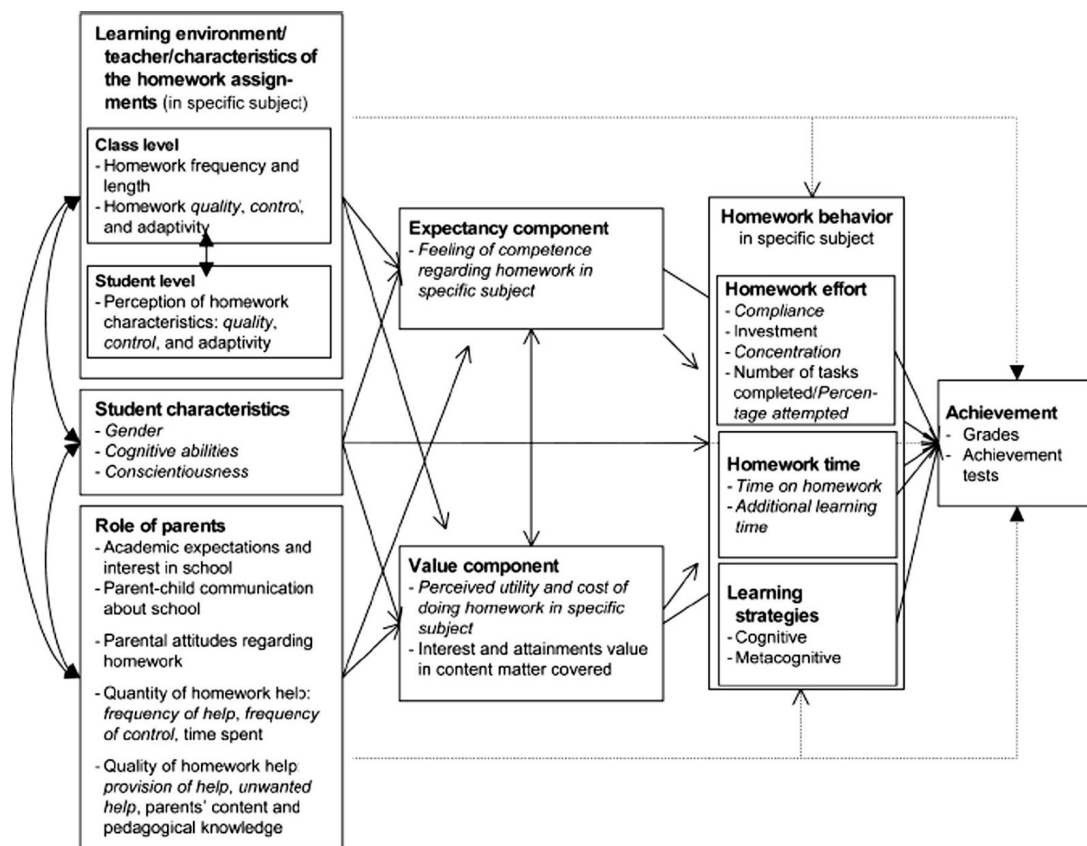 Learning environment/
teacher/characteristics of
the homework assign-
ments (in specific subject)
Class level
- Homework frequency and
length
- Homework quality, control,
and adaptivity
Student level
- Perception of homework
characteristics: quality,
control, and adaptivity
Student characteristics
- Gender
- Cognitive abilities
- Conscientiousness
Role of parents
- Academic expectations and
interest in school
- Parent-child communication
about school
- Parental attitudes regarding
homework
- Quantity of homework help:
frequency of help, frequency
of control, time spent
- Quality of homework help:
provision of help, unwanted
help, parents' content and
pedagogical knowledge
Expectancy component
- Feeling of competence
regarding homework in
specific subject
Value component
- Perceived utility and cost of
doing homework in specific
subject
- Interest and attainments value
in content matter covered
Homework behavior
in specific subject
Homework effort
- Compliance
- Investment
- Concentration
- Number of tasks
completed/Percen-
tage attempted
Homework time
- Time on homework
- Additional learning
time
Learning
strategies
- Cognitive
- Metacognitive
Achievement
- Grades
- Achievement
tests